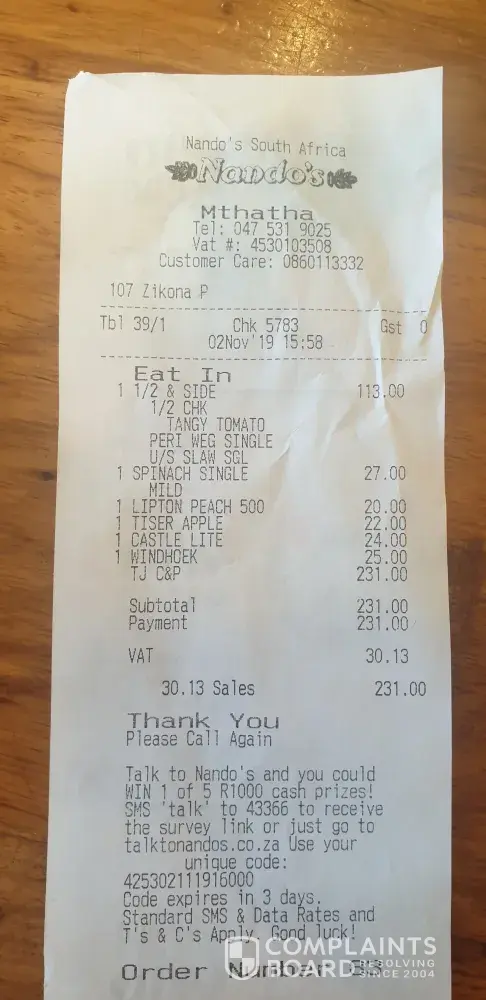 Nando's South Africa
Nando's
Mthatha
Tel: 047 531 9025
Vat #: 4530103508
Customer Care: 0860113332
107 Zikona P
Tbl 39/1 Chk 5783 Gst 0
02Nov'19 15:58
Eat In
1 1/2 & SIDE 113.00
1/2 CHK
TANGY TOMATO
PERI WEG SINGLE
U/S SLAW SGL
1 SPINACH SINGLE 27.00
MILD
1 LIPTON PEACH 500 20.00
1 TISER APPLE 22.00
1 CASTLE LITE 24.00
1 WINDHOEK 25.00
TJ C&P 231.00
Subtotal 231.00
Payment 231.00
VAT 30.13
30.13 Sales 231.00
Thank You
Please Call Again
Talk to Nando's and you could
WIN 1 of 5 R1000 cash prizes!
SMS 'talk' to 43366 to receive
the survey link or just go to
talktonandos.co.za Use your
unique code:
425302111916000
Code expires in 3 days.
Standard SMS & Data Rates and
T's & C's Apply. Good luck!
Order Number
COMPLAINTS
BOARD RESOLVING
SINCE 2004